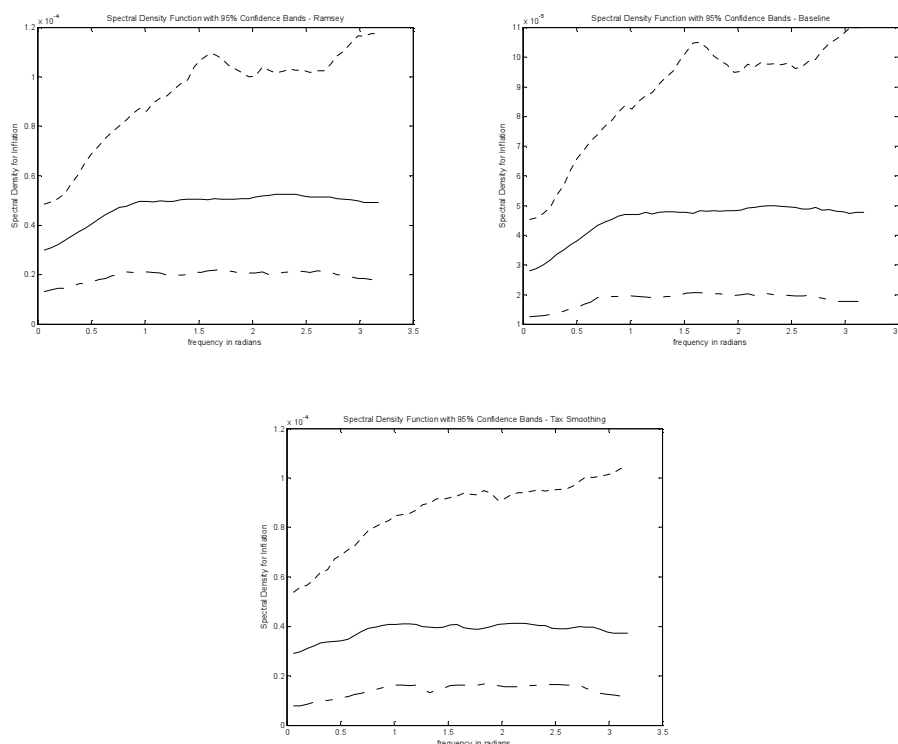 Spectral Density Function with 95% Confidence Bands - Ramsey
x 10-4
Spectral Density for Inflation
1.2
1
0.8
0.6
0.4
0.2
0
0 0.5 1 1.5 2 2.5 3 3.5
frequency in radians
Spectral Density Function with 95% Confidence Bands - Baseline
x 10-5
Spectral Density for Inflation
11
10
9
8
7
6
5
4
3
2
1
0 0.5 1 1.5 2 2.5 3 3.5
frequency in radians
Spectral Density Function with 95% Confidence Bands - Tax Smoothing
x 10-4
Spectral Density for Inflation
1.2
1
0.8
0.6
0.4
0.2
0
0 0.5 1 1.5 2 2.5 3 3.5
frequency in radians